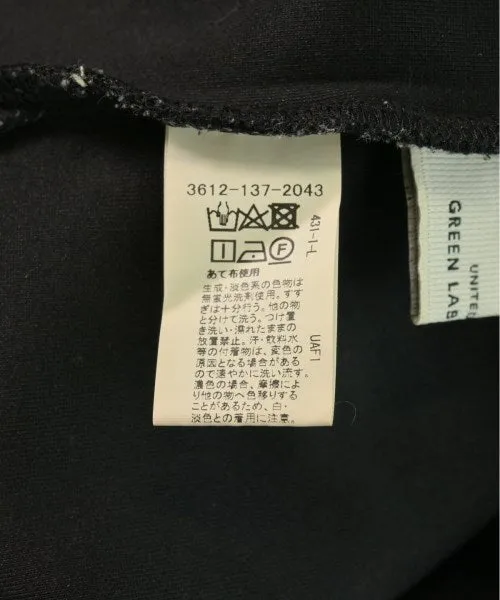 3612-137-2043
F
あて布使用
生成・淡色系の色物は
無蛍光洗剤使用。すす
ぎは十分行う。他の物
と分けて洗う。つけ置
き洗い・濡れたままの
放置禁止。汗・飲料水
等の付着物は、変色の
原因となる場合がある
ので速やかに洗い流す。
濃色の場合、摩擦によ
り他の物へ色移りする
ことがあるため、白・
淡色との着用に注意。
431-1-L
UAF1
UNITED
GREEN LAB